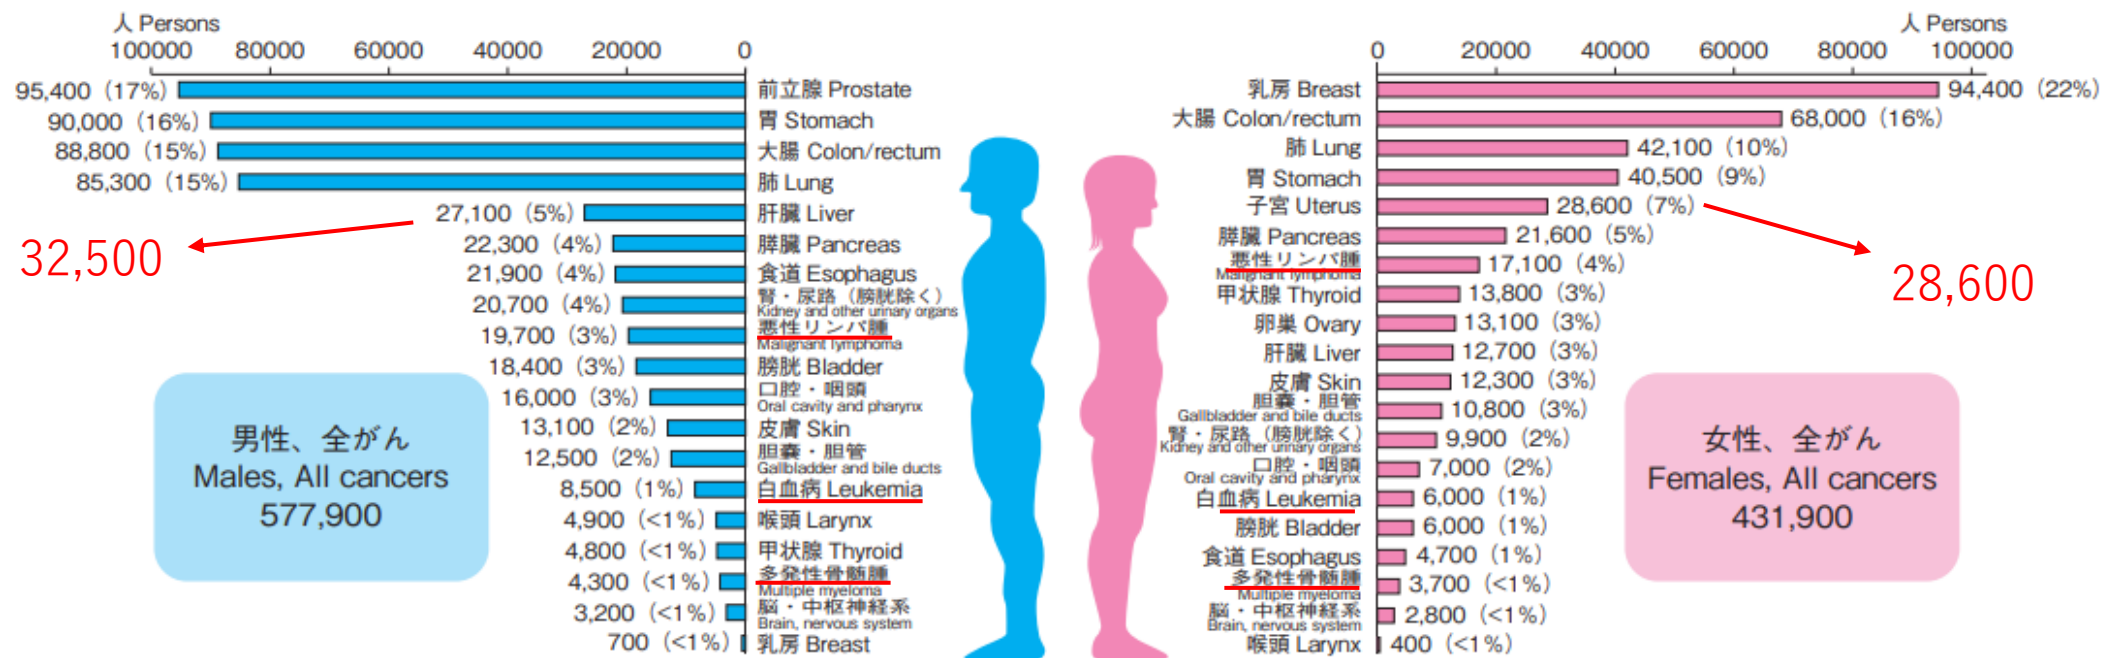 人 Persons
100000 80000 60000 40000 20000 0
95,400（17%） 前立腺 Prostate
90,000（16%） 胃 Stomach
88,800（15%） 大腸 Colon/rectum
85,300（15%） 肺 Lung
27,100（5%） 肝臓 Liver
32,500
22,300（4%） 膵臓 Pancreas
21,900（4%） 食道 Esophagus
20,700（4%） 腎・尿路（膀胱除く）
Kidney and other urinary organs
19,700（3%） 悪性リンパ腫
Malignant lymphoma
18,400（3%） 膀胱 Bladder
16,000（3%） 口腔・咽頭
Oral cavity and pharynx
13,100（2%） 皮膚 Skin
12,500（2%） 胆嚢・胆管
Gallbladder and bile ducts
8,500（1%） 白血病 Leukemia
4,900（<1%） 喉頭 Larynx
4,800（<1%） 甲状腺 Thyroid
4,300（<1%） 多発性骨髄腫
Multiple myeloma
3,200（<1%） 脳・中枢神経系
Brain, nervous system
700（<1%） 乳房 Breast
男性、全がん
Males, All cancers
577,900
人 Persons
0 20000 40000 60000 80000 100000
乳房 Breast 94,400（22%）
大腸 Colon/rectum 68,000（16%）
肺 Lung 42,100（10%）
胃 Stomach 40,500（9%）
子宮 Uterus 28,600（7%）
28,600
膵臓 Pancreas 21,600（5%）
悪性リンパ腫 17,100（4%）
Malignant lymphoma
甲状腺 Thyroid 13,800（3%）
卵巣 Ovary 13,100（3%）
肝臓 Liver 12,700（3%）
皮膚 Skin 12,300（3%）
胆嚢・胆管 10,800（3%）
Gallbladder and bile ducts
腎・尿路（膀胱除く） 9,900（2%）
Kidney and other urinary organs
口腔・咽頭 7,000（2%）
Oral cavity and pharynx
白血病 Leukemia 6,000（1%）
膀胱 Bladder 6,000（1%）
食道 Esophagus 4,700（1%）
多発性骨髄腫 3,700（<1%）
Multiple myeloma
脳・中枢神経系 2,800（<1%）
Brain, nervous system
喉頭 Larynx 400（<1%）
女性、全がん
Females, All cancers
431,900